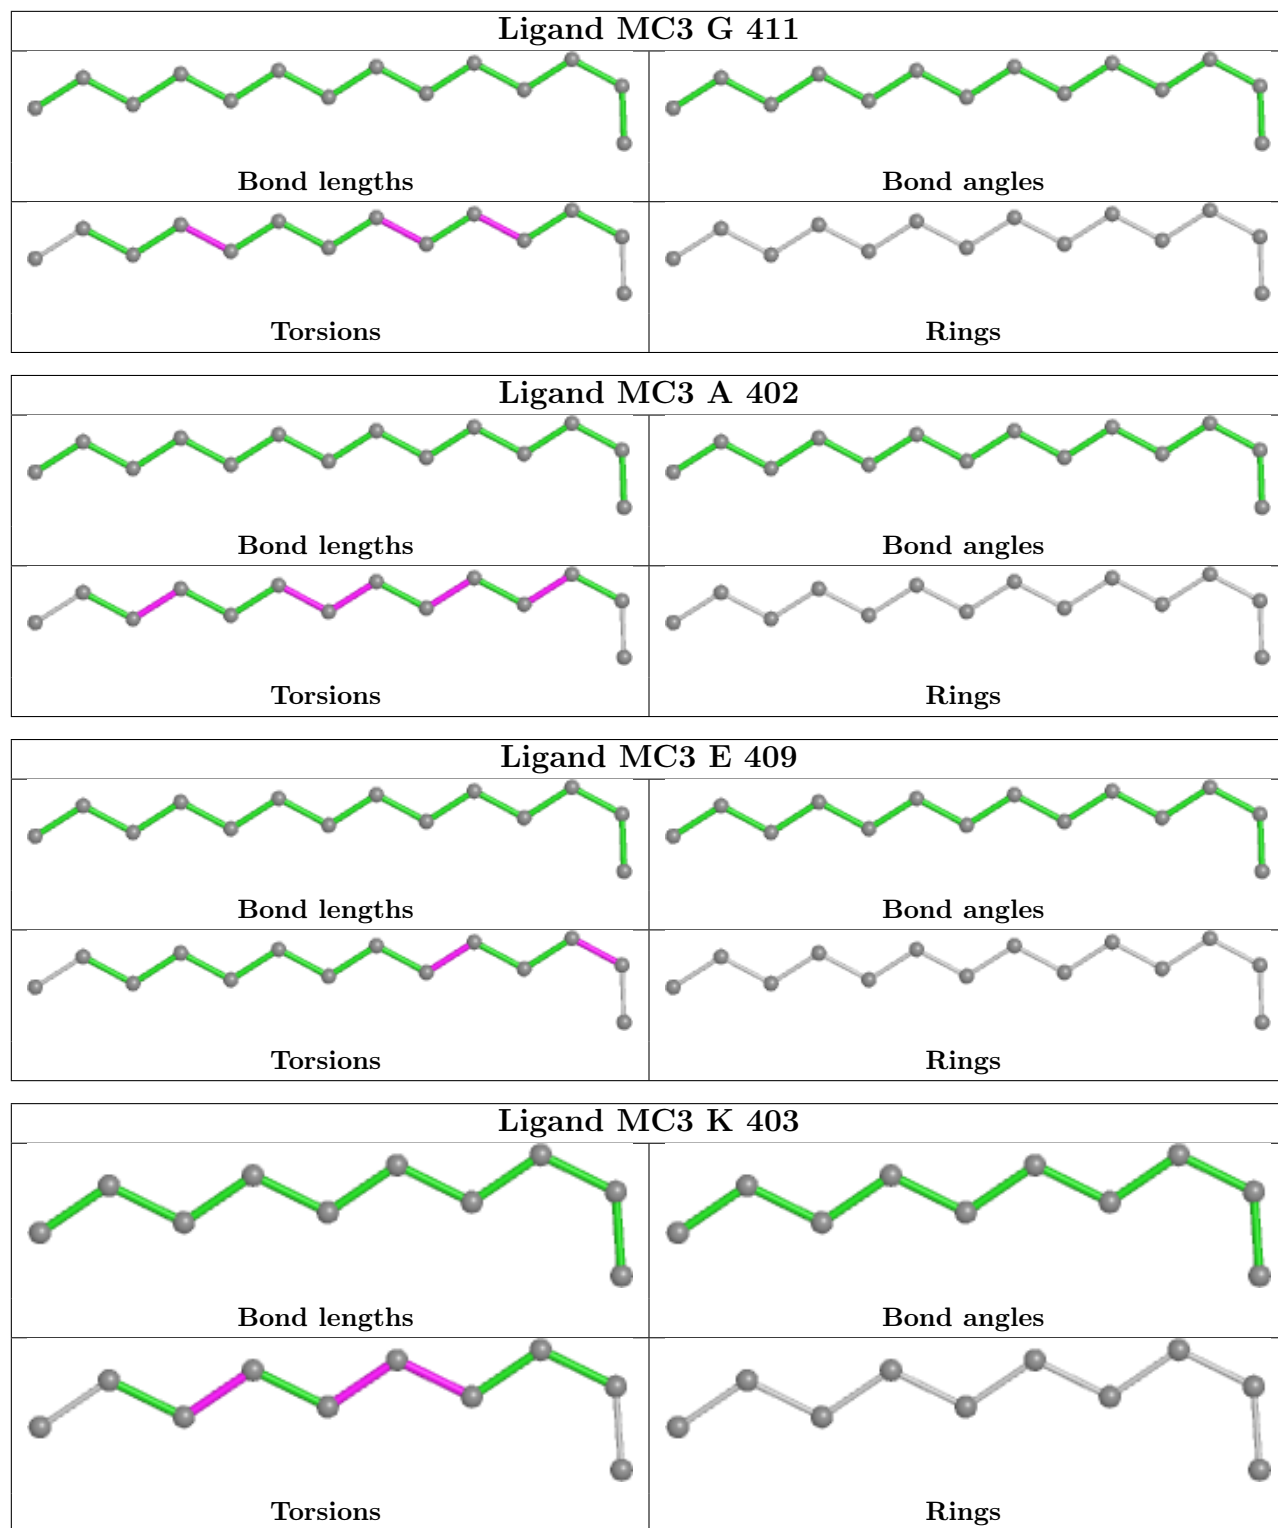 Ligand MC3 G 411
Bond lengths
Bond angles
Torsions
Rings
Ligand MC3 A 402
Bond lengths
Bond angles
Torsions
Rings
Ligand MC3 E 409
Bond lengths
Bond angles
Torsions
Rings
Ligand MC3 K 403
Bond lengths
Bond angles
Torsions
Rings